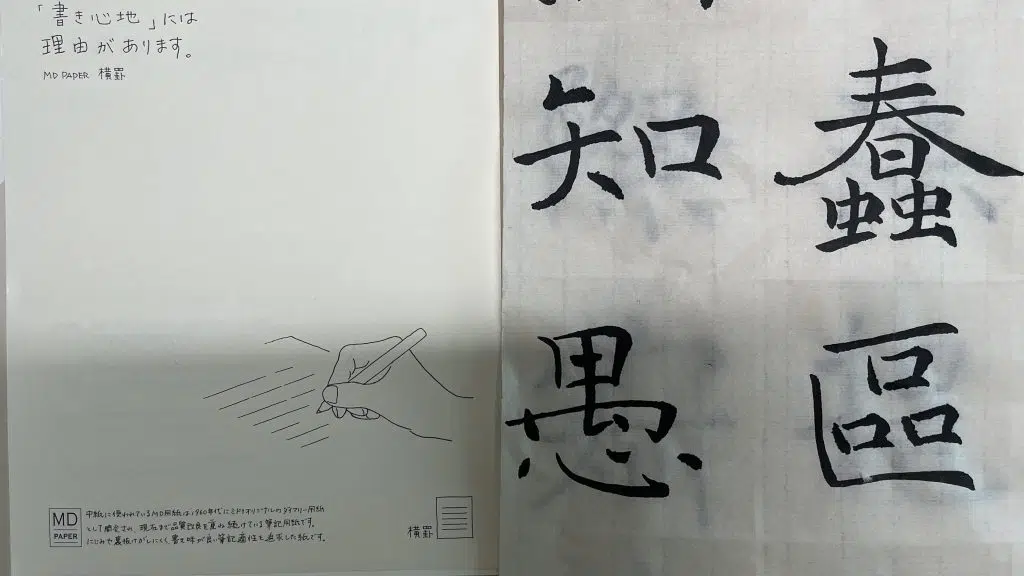 「書き心地」には
理由があります。
MD PAPER 横罫
MD
PAPER
中紙に使われているMD用紙は1960年代にミドリオリジナルのダイアリー用紙
として開発され、現在まで品質改良を重ね続けている筆記用紙です。
にじみや裏抜けがしにくく、書き味が良い筆記適性を追求した紙です。
横罫
蠢區
知愚